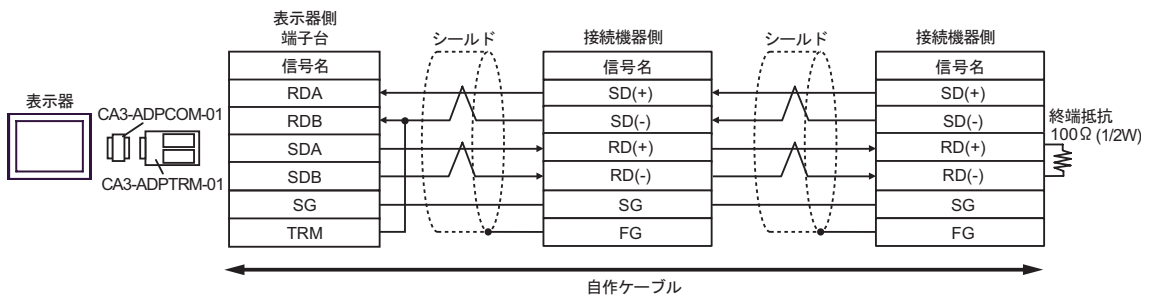 表示器側
端子台
シールド
接続機器側
シールド
接続機器側
信号名
信号名
信号名
RDA
SD(+)
SD(+)
表示器
CA3-ADPCOM-01
RDB
SD(-)
SD(-)
終端抵抗
100Ω (1/2W)
SDA
RD(+)
RD(+)
CA3-ADPTRM-01
SDB
RD(-)
RD(-)
SG
SG
SG
TRM
FG
FG
自作ケーブル